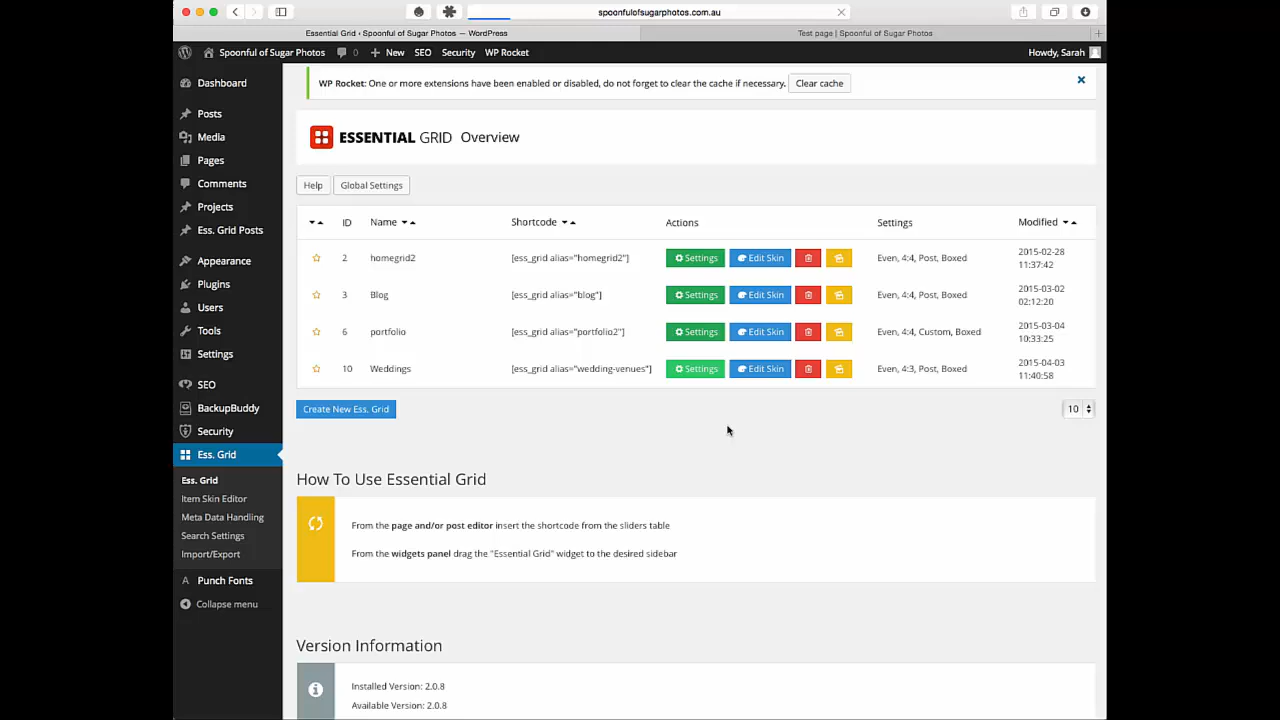 spoonfulofsugarphotos.com.au
Essential Grid ‹ Spoonful of Sugar Photos — WordPress
Test page | Spoonful of Sugar Photos
Spoonful of Sugar Photos 0 New SEO Security WP Rocket Howdy, Sarah
Dashboard
Posts
Media
Pages
Comments
Projects
Ess. Grid Posts
Appearance
Plugins
Users
Tools
Settings
SEO
BackupBuddy
Security
Ess. Grid
Ess. Grid
Item Skin Editor
Meta Data Handling
Search Settings
Import/Export
Punch Fonts
Collapse menu
WP Rocket: One or more extensions have been enabled or disabled, do not forget to clear the cache if necessary. Clear cache
ESSENTIAL GRID Overview
Help Global Settings
ID Name Shortcode Actions Settings Modified
2 homegrid2 [ess_grid alias="homegrid2"] Settings Edit Skin Even, 4:4, Post, Boxed 2015-02-28
11:37:42
3 Blog [ess_grid alias="blog"] Settings Edit Skin Even, 4:4, Post, Boxed 2015-03-02
02:12:20
6 portfolio [ess_grid alias="portfolio2"] Settings Edit Skin Even, 4:4, Custom, Boxed 2015-03-04
10:33:25
10 Weddings [ess_grid alias="wedding-venues"] Settings Edit Skin Even, 4:3, Post, Boxed 2015-04-03
11:40:58
Create New Ess. Grid 10
How To Use Essential Grid
From the page and/or post editor insert the shortcode from the sliders table
From the widgets panel drag the "Essential Grid" widget to the desired sidebar
Version Information
Installed Version: 2.0.8
Available Version: 2.0.8